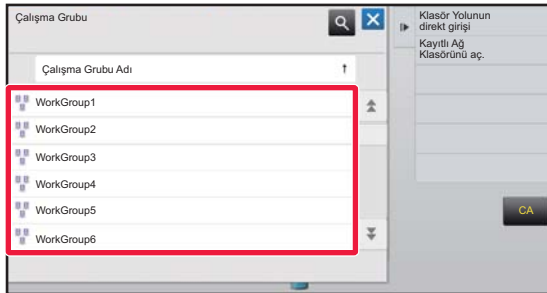 Çalışma Grubu
Çalışma Grubu Adı
WorkGroup1
WorkGroup2
WorkGroup3
WorkGroup4
WorkGroup5
WorkGroup6
Klasör Yolunun
direkt girişi
Kayıtlı Ağ
Klasörünü aç.
CA